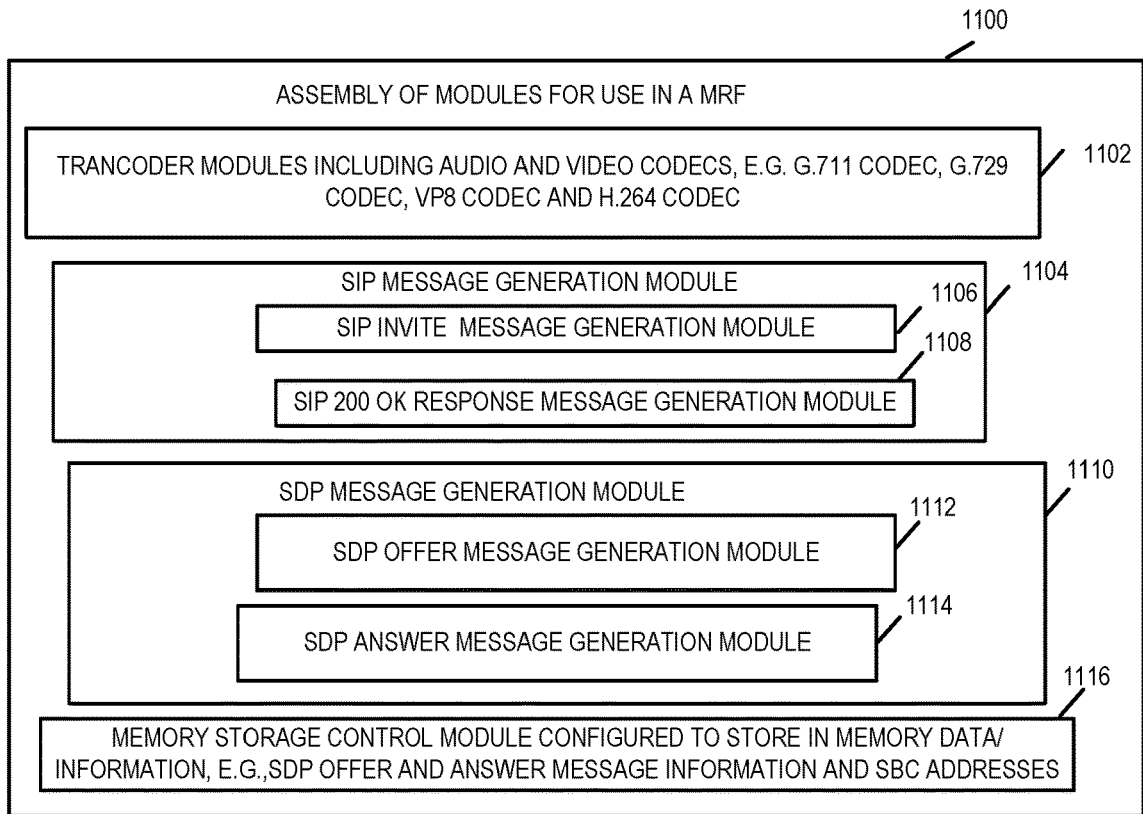 1100
ASSEMBLY OF MODULES FOR USE IN A MRF
TRANCODER MODULES INCLUDING AUDIO AND VIDEO CODECS, E.G. G.711 CODEC, G.729
CODEC, VP8 CODEC AND H.264 CODEC
1102
SIP MESSAGE GENERATION MODULE
1104
SIP INVITE MESSAGE GENERATION MODULE
1106
1108
SIP 200 OK RESPONSE MESSAGE GENERATION MODULE
1110
SDP MESSAGE GENERATION MODULE
1112
SDP OFFER MESSAGE GENERATION MODULE
1114
SDP ANSWER MESSAGE GENERATION MODULE
1116
MEMORY STORAGE CONTROL MODULE CONFIGURED TO STORE IN MEMORY DATA/
INFORMATION, E.G.,SDP OFFER AND ANSWER MESSAGE INFORMATION AND SBC ADDRESSES